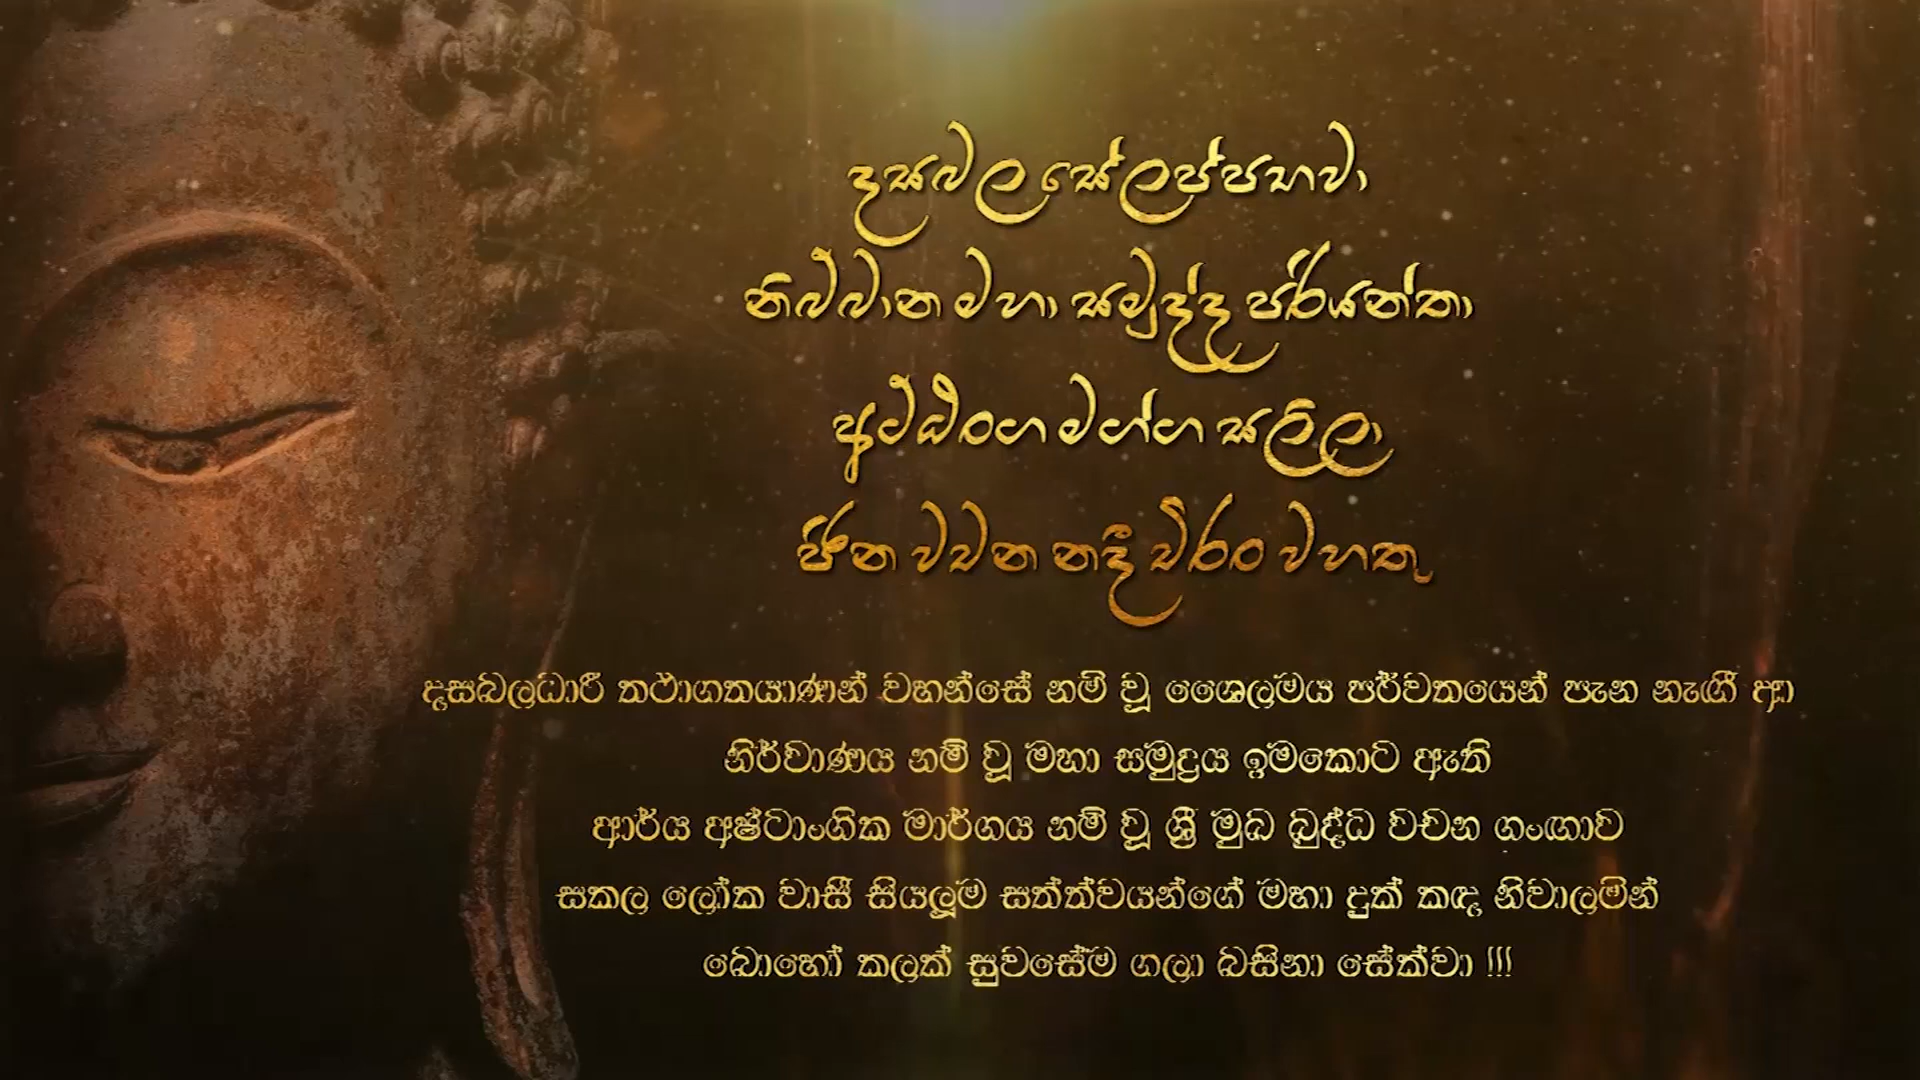 දසබල සේලප්පභවා
නිබ්බාන මහා සමුද්ද පරියන්තා
අට්ඨංග මග්ග සලිලා
ජින වචන නදී චිරං වහතු
දසබලධාරී තථාගතයාණන් වහන්සේ නම් වූ ශෛලමය පර්වතයෙන් පැන නැඟී ආ
නිර්වාණය නම් වූ මහා සමුද්‍රය ඉමකොට ඇති
ආර්ය අෂ්ටාංගික මාර්ගය නම් වූ ශ්‍රී මුඛ බුද්ධ වචන ගංඟාව
සකල ලෝක වාසී සියලූම සත්ත්වයන්ගේ මහා දුක් කඳ නිවාලමින්
බොහෝ කලක් සුවසේම ගලා බසිනා සේක්වා !!!